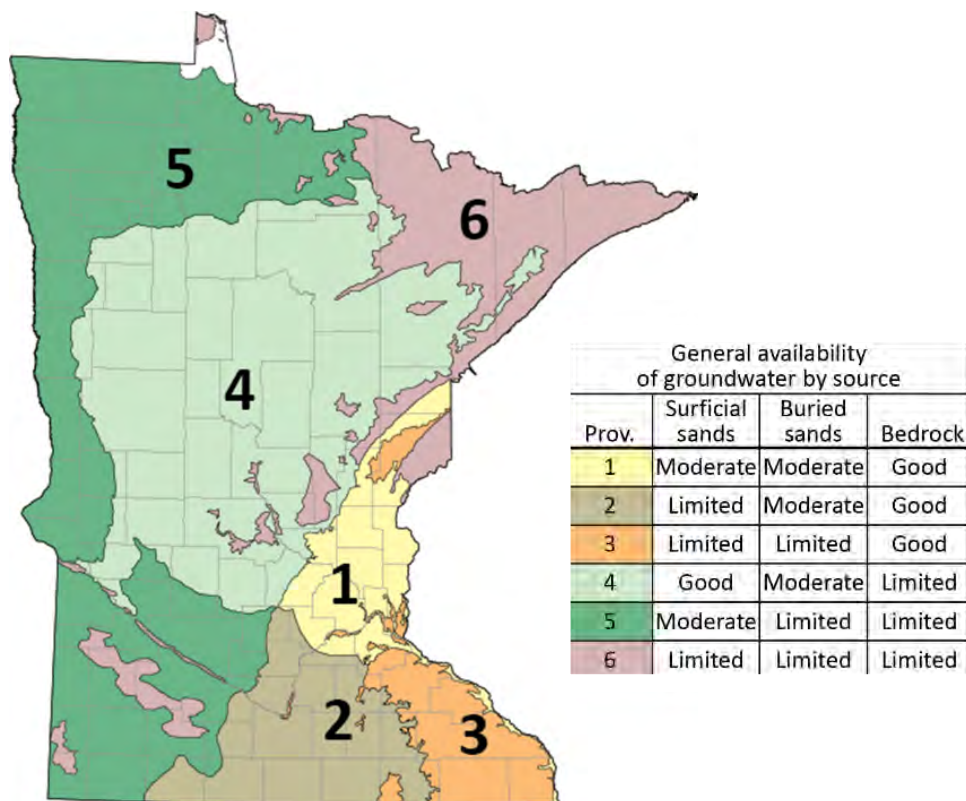 5
6
4
1
2
3
General availability
of groundwater by source
Prov. Surficial sands Buried sands Bedrock
1 Moderate Moderate Good
2 Limited Moderate Good
3 Limited Limited Good
4 Good Moderate Limited
5 Moderate Limited Limited
6 Limited Limited Limited